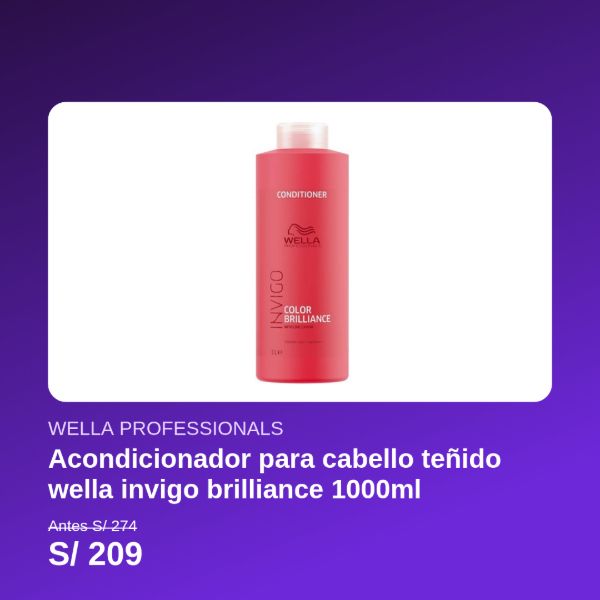 CONDITIONER
WELLA
INVIGO
COLOR
BRILLIANCE
WELLA PROFESSIONALS
Acondicionador para cabello teñido
wella invigo brilliance 1000ml
Antes S/ 274
S/ 209